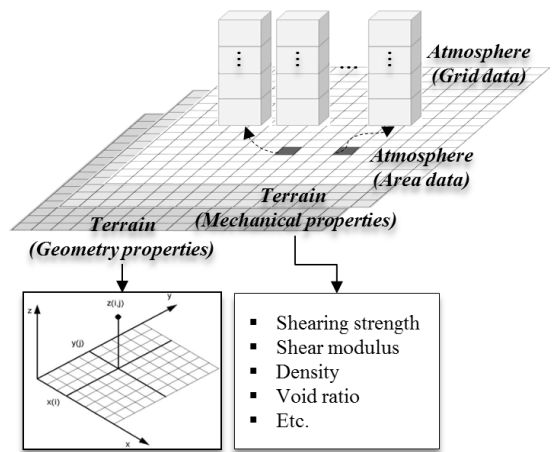 Atmosphere
(Grid data)
...
Atmosphere
(Area data)
Terrain
(Mechanical properties)
Terrain
(Geometry properties)
z
z(i,j)
y
y(j)
x(i)
x
▪ Shearing strength
▪ Shear modulus
▪ Density
▪ Void ratio
▪ Etc.